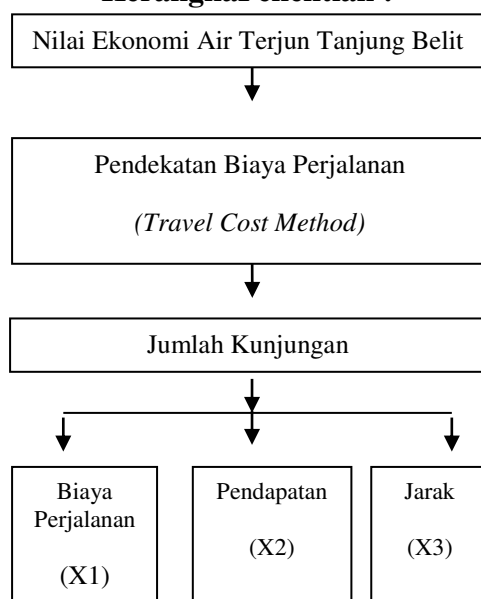 Nilai Ekonomi Air Terjun Tanjung Belit
Pendekatan Biaya Perjalanan
(Travel Cost Method)
Jumlah Kunjungan
Biaya
Perjalanan
(X1)
Pendapatan
(X2)
Jarak
(X3)